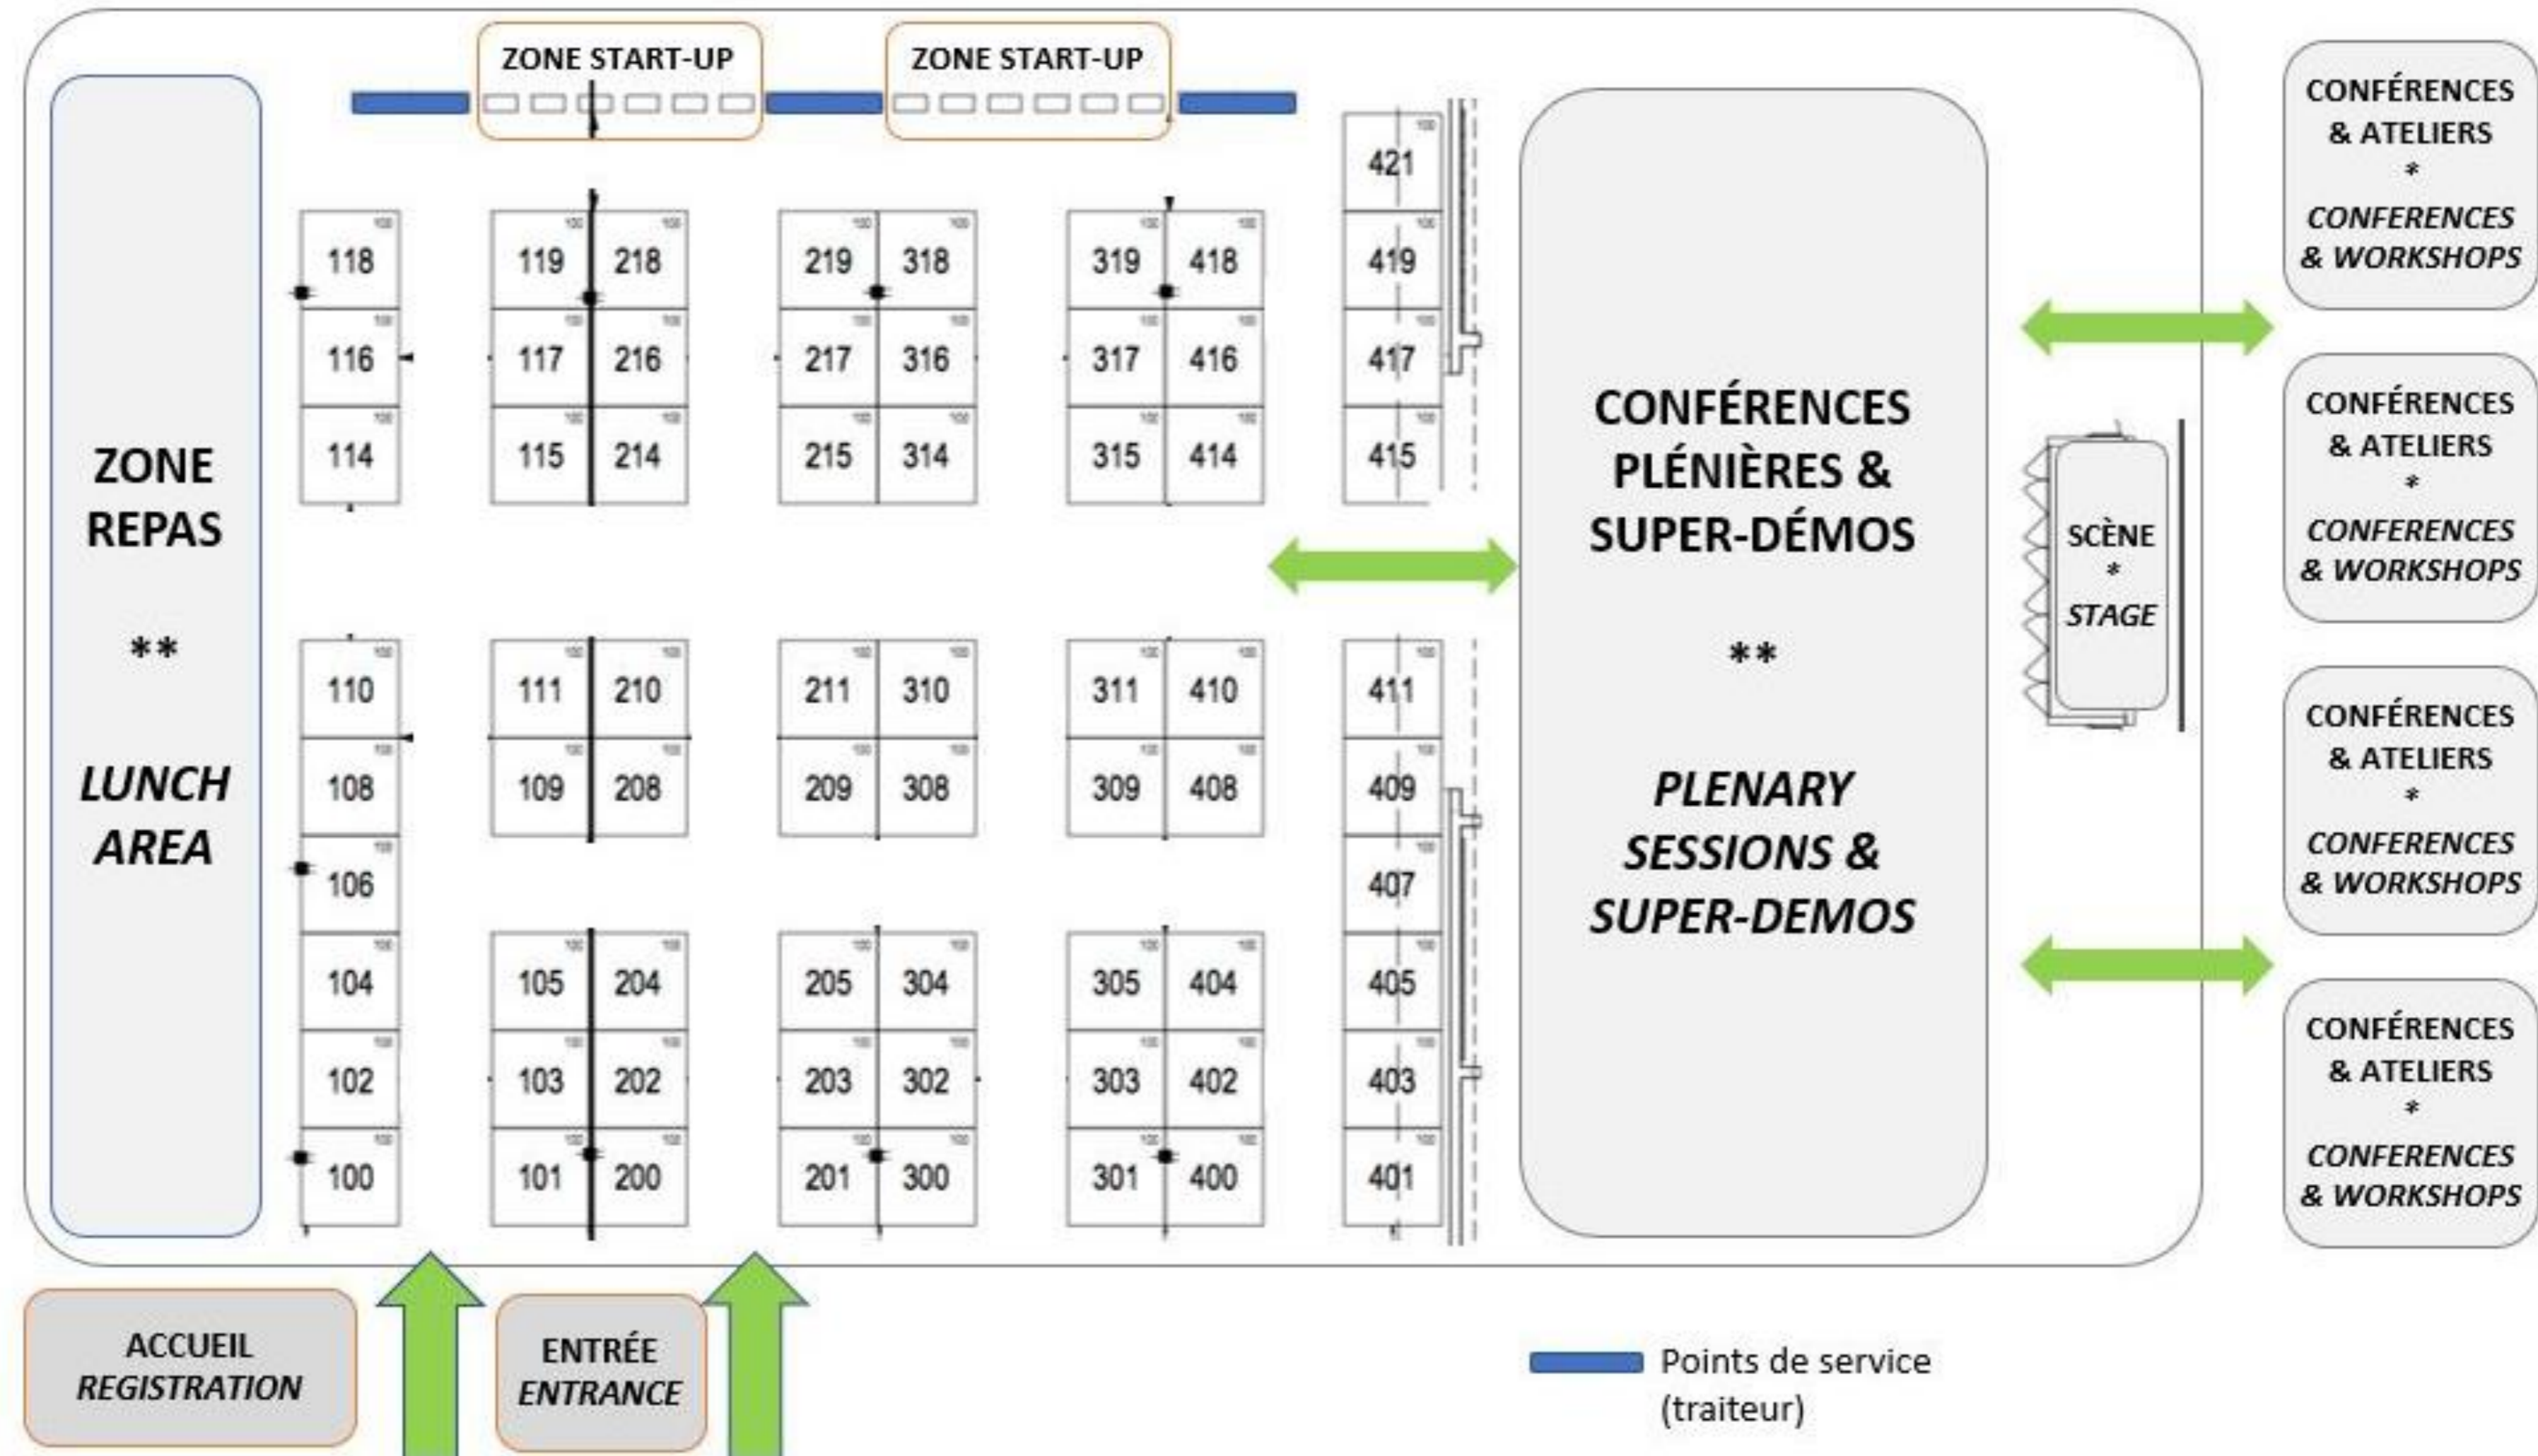 ZONE START-UP
ZONE START-UP
ZONE
REPAS
**
LUNCH
AREA
118
116
114
110
108
106
104
102
100
119 218
117 216
115 214
111 210
109 208
105 204
103 202
101 200
219 318
217 316
215 314
211 310
209 308
205 304
203 302
201 300
319 418
317 416
315 414
311 410
309 408
305 404
303 402
301 400
421
419
417
415
411
409
407
405
403
401
CONFÉRENCES
PLÉNIÈRES &
SUPER-DÉMOS
**
PLENARY
SESSIONS &
SUPER-DEMOS
SCÈNE
*
STAGE
CONFÉRENCES
& ATELIERS
*
CONFERENCES
& WORKSHOPS
CONFÉRENCES
& ATELIERS
*
CONFERENCES
& WORKSHOPS
CONFÉRENCES
& ATELIERS
*
CONFERENCES
& WORKSHOPS
CONFÉRENCES
& ATELIERS
*
CONFERENCES
& WORKSHOPS
ACCUEIL
REGISTRATION
ENTRÉE
ENTRANCE
Points de service
(traiteur)